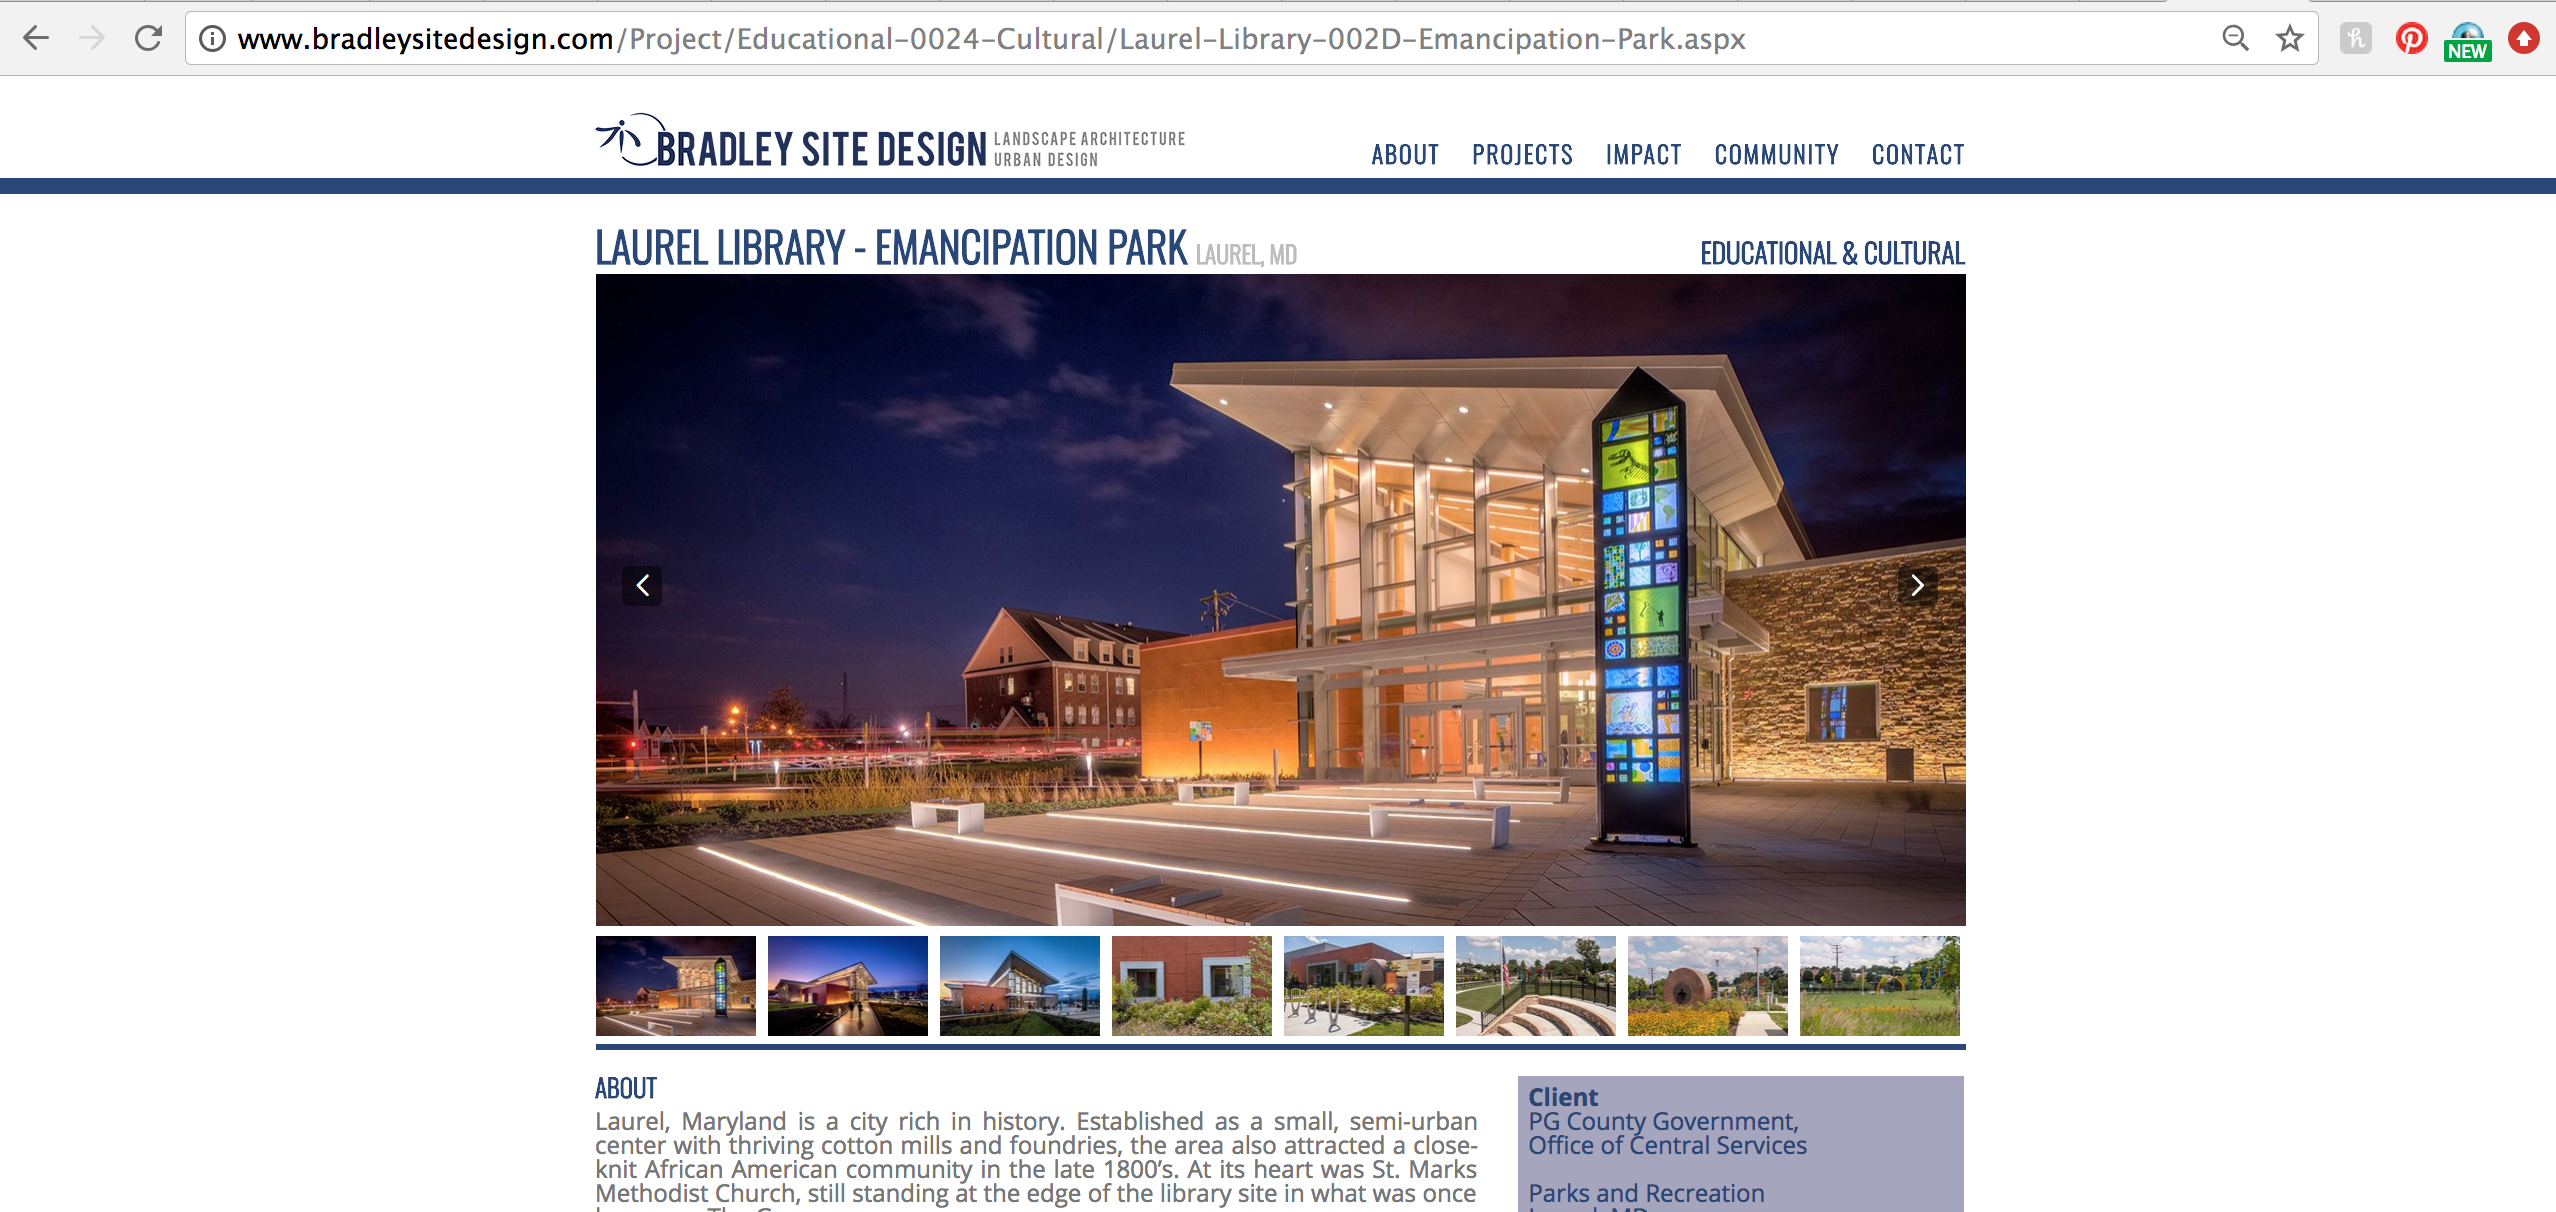 www.bradleysitedesign.com/Project/Educational-0024-Cultural/Laurel-Library-002D-Emancipation-Park.aspx
NEW
BRADLEY SITE DESIGN
LANDSCAPE ARCHITECTURE
URBAN DESIGN
ABOUT PROJECTS IMPACT COMMUNITY CONTACT
LAUREL LIBRARY - EMANCIPATION PARK LAUREL, MD
EDUCATIONAL & CULTURAL
ABOUT
Laurel, Maryland is a city rich in history. Established as a small, semi-urban
center with thriving cotton mills and foundries, the area also attracted a close-
knit African American community in the late 1800's. At its heart was St. Marks
Methodist Church, still standing at the edge of the library site in what was once
Client
PG County Government,
Office of Central Services
Parks and Recreation